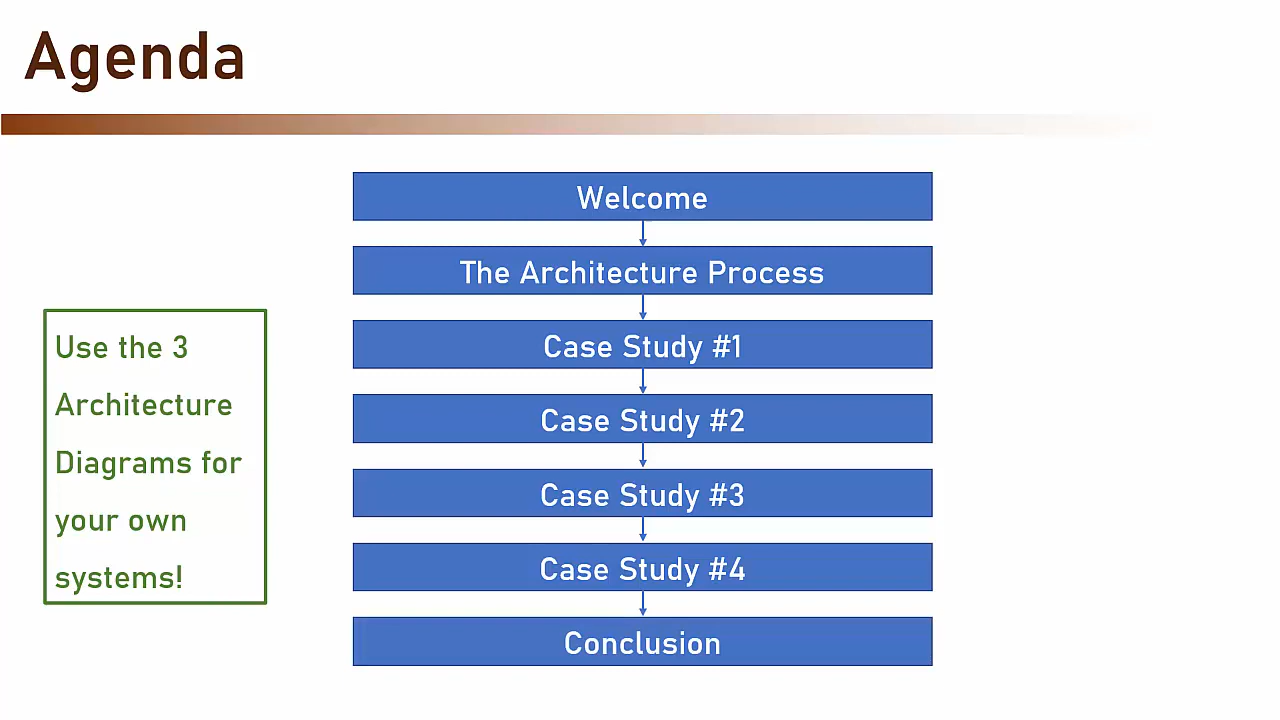 Agenda
Welcome
The Architecture Process
Case Study #1
Case Study #2
Case Study #3
Case Study #4
Conclusion
Use the 3
Architecture
Diagrams for
your own
systems!